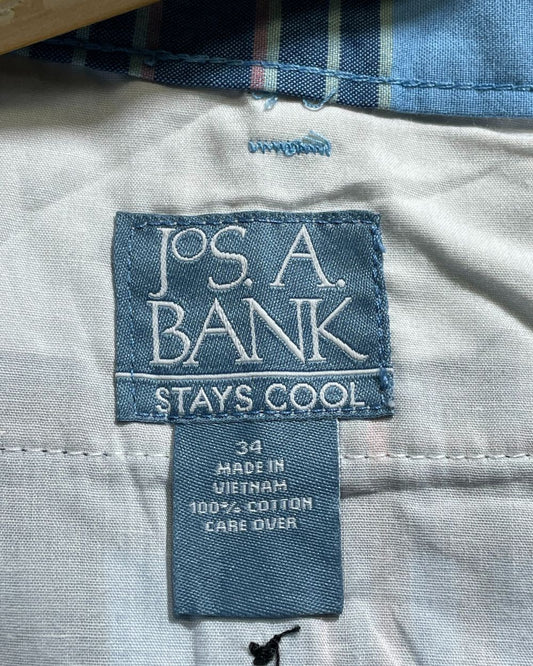 JoS. A.
BANK
STAYS COOL
34
MADE IN
VIETNAM
100% COTTON
CARE OVER